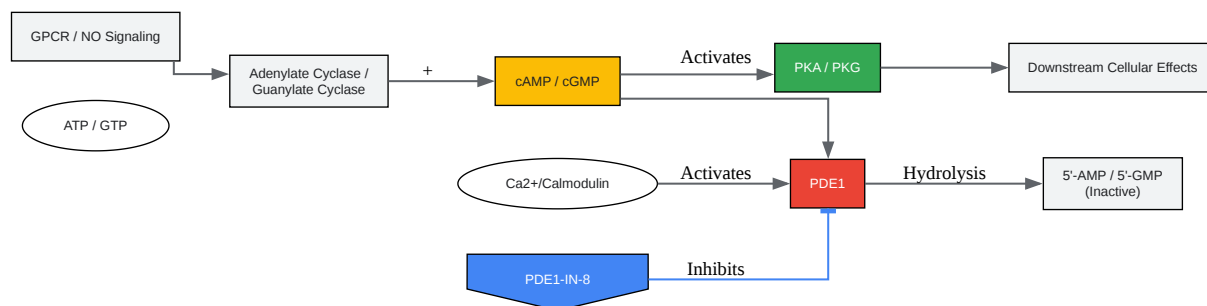 GPCR / NO Signaling
Adenylate Cyclase /
Guanylate Cyclase
ATP / GTP
+
cAMP / cGMP
Activates
PKA / PKG
Downstream Cellular Effects
Ca2+/Calmodulin
Activates
PDE1
Hydrolysis
5'-AMP / 5'-GMP
(Inactive)
PDE1-IN-8
Inhibits